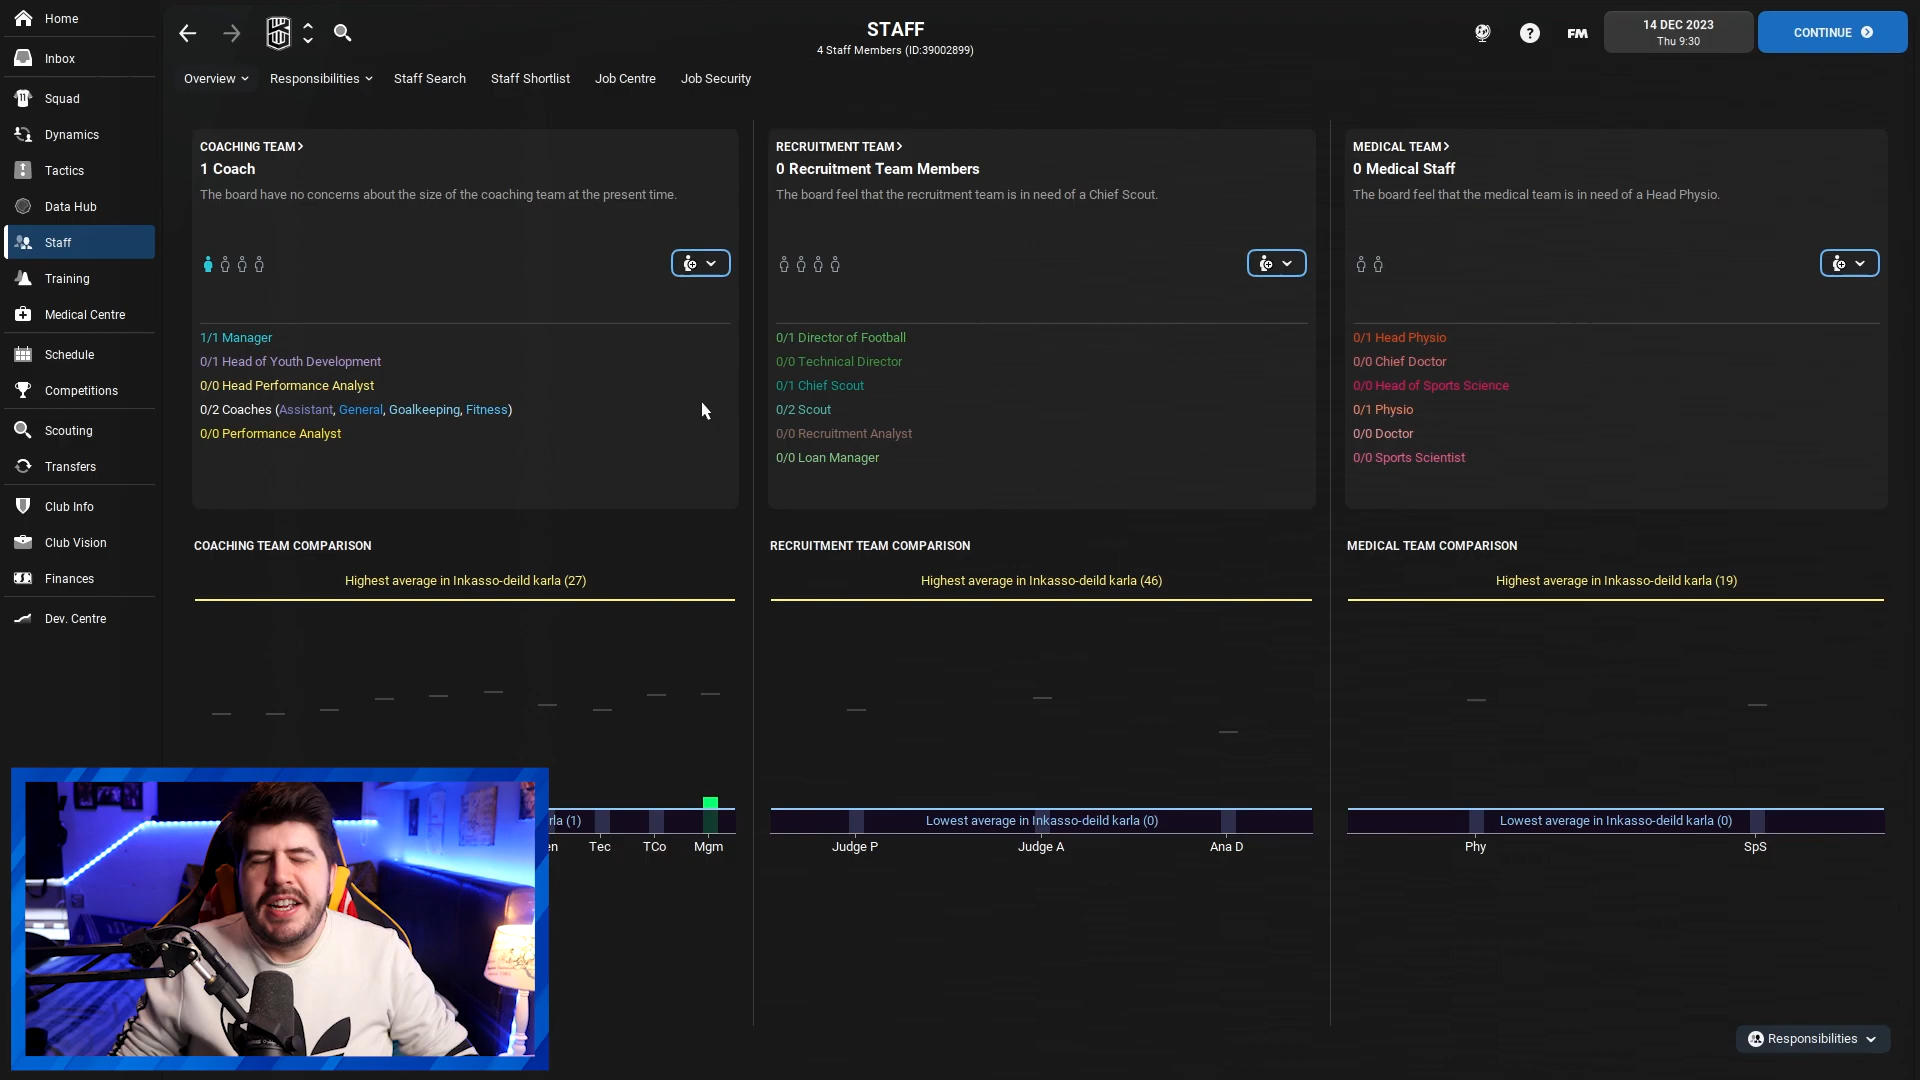 Home
Inbox
Squad
Dynamics
Tactics
Data Hub
Staff
Training
Medical Centre
Schedule
Competitions
Scouting
Transfers
Club Info
Club Vision
Finances
Dev. Centre
STAFF
4 Staff Members (ID:39002899)
FM
14 DEC 2023
Thu 9:30
CONTINUE
Overview Responsibilities Staff Search Staff Shortlist Job Centre Job Security
COACHING TEAM
1 Coach
The board have no concerns about the size of the coaching team at the present time.
1/1 Manager
0/1 Head of Youth Development
0/0 Head Performance Analyst
0/2 Coaches (Assistant, General, Goalkeeping, Fitness)
0/0 Performance Analyst
RECRUITMENT TEAM
0 Recruitment Team Members
The board feel that the recruitment team is in need of a Chief Scout.
0/1 Director of Football
0/0 Technical Director
0/1 Chief Scout
0/2 Scout
0/0 Recruitment Analyst
0/0 Loan Manager
MEDICAL TEAM
0 Medical Staff
The board feel that the medical team is in need of a Head Physio.
0/1 Head Physio
0/0 Chief Doctor
0/0 Head of Sports Science
0/1 Physio
0/0 Doctor
0/0 Sports Scientist
COACHING TEAM COMPARISON
Highest average in Inkasso-deild karla (27)
rla (1)
en Tec TCo Mgm
RECRUITMENT TEAM COMPARISON
Highest average in Inkasso-deild karla (46)
Lowest average in Inkasso-deild karla (0)
Judge P Judge A Ana D
MEDICAL TEAM COMPARISON
Highest average in Inkasso-deild karla (19)
Lowest average in Inkasso-deild karla (0)
Phy SpS
Responsibilities